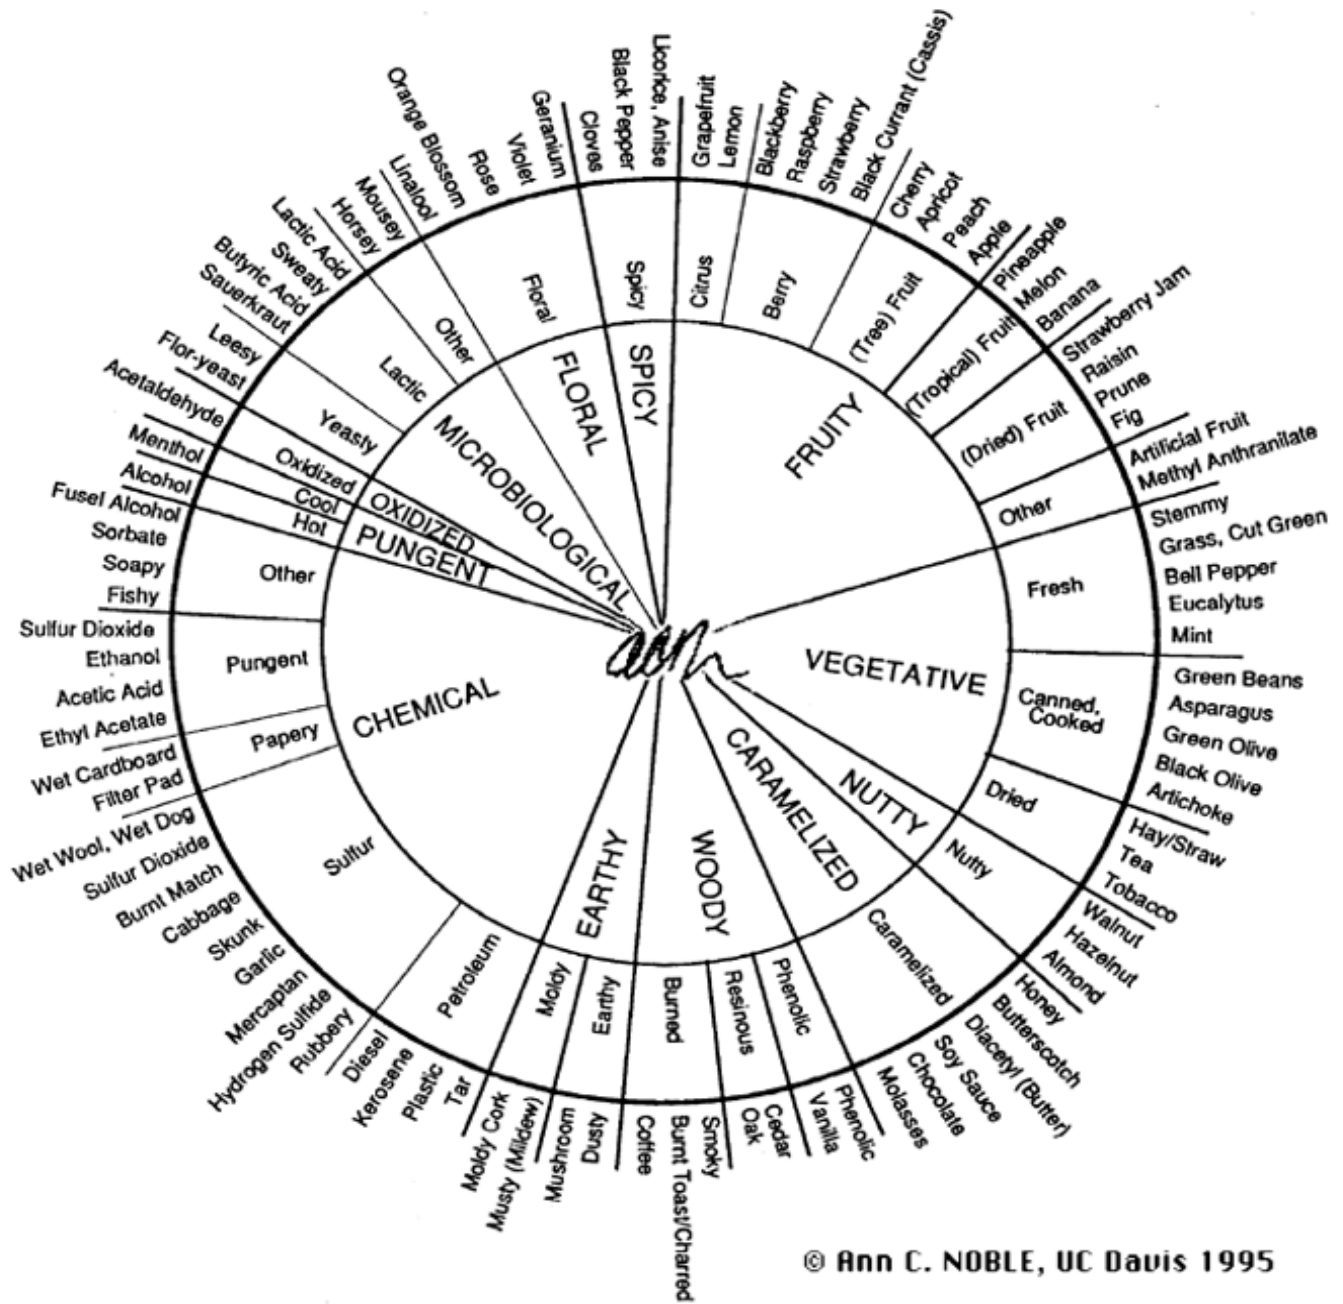 Licorice, Anise
Black Pepper
Cloves
Grapefruit
Lemon
Blackberry
Raspberry
Strawberry
Black Currant (Cassis)
Cherry
Apricot
Peach
Apple
Pineapple
Melon
Banana
Strawberry Jam
Raisin
Prune
Fig
Artificial Fruit
Methyl Anthranilate
Stemmy
Grass, Cut Green
Bell Pepper
Eucalytus
Mint
Green Beans
Asparagus
Green Olive
Black Olive
Artichoke
Hay/Straw
Tea
Tobacco
Walnut
Hazelnut
Almond
Honey
Butterscotch
Diacetyl (Butter)
Soy Sauce
Chocolate
Molasses
Phenolic
Vanilla
Cedar
Oak
Smoky
Burnt Toast/Charred
Coffee
Dusty
Mushroom
Musty (Mildew)
Moldy Cork
Tar
Plastic
Kerosene
Diesel
Rubbery
Hydrogen Sulfide
Mercaptan
Garlic
Skunk
Cabbage
Burnt Match
Sulfur Dioxide
Wet Wool, Wet Dog
Filter Pad
Wet Cardboard
Ethyl Acetate
Acetic Acid
Ethanol
Sulfur Dioxide
Fishy
Soapy
Sorbate
Fusel Alcohol
Alcohol
Menthol
Acetaldehyde
Flor-yeast
Leesy
Sauerkraut
Butyric Acid
Sweaty
Lactic Acid
Horsey
Mousey
Linalool
Orange Blossom
Rose
Violet
Geranium
Spicy
Citrus
Berry
(Tree) Fruit
(Tropical) Fruit
(Dried) Fruit
Other
Fresh
Canned,
Cooked
Dried
Nutty
Caramelized
Phenolic
Resinous
Burned
Earthy
Moldy
Petroleum
Sulfur
Papery
Pungent
Other
Hot
Cool
Oxidized
Yeasty
Lactic
Other
Floral
SPICY
FRUITY
VEGETATIVE
NUTTY
CARAMELIZED
WOODY
EARTHY
CHEMICAL
PUNGENT
OXIDIZED
MICROBIOLOGICAL
FLORAL
acn
© Ann C. NOBLE, UC Davis 1995